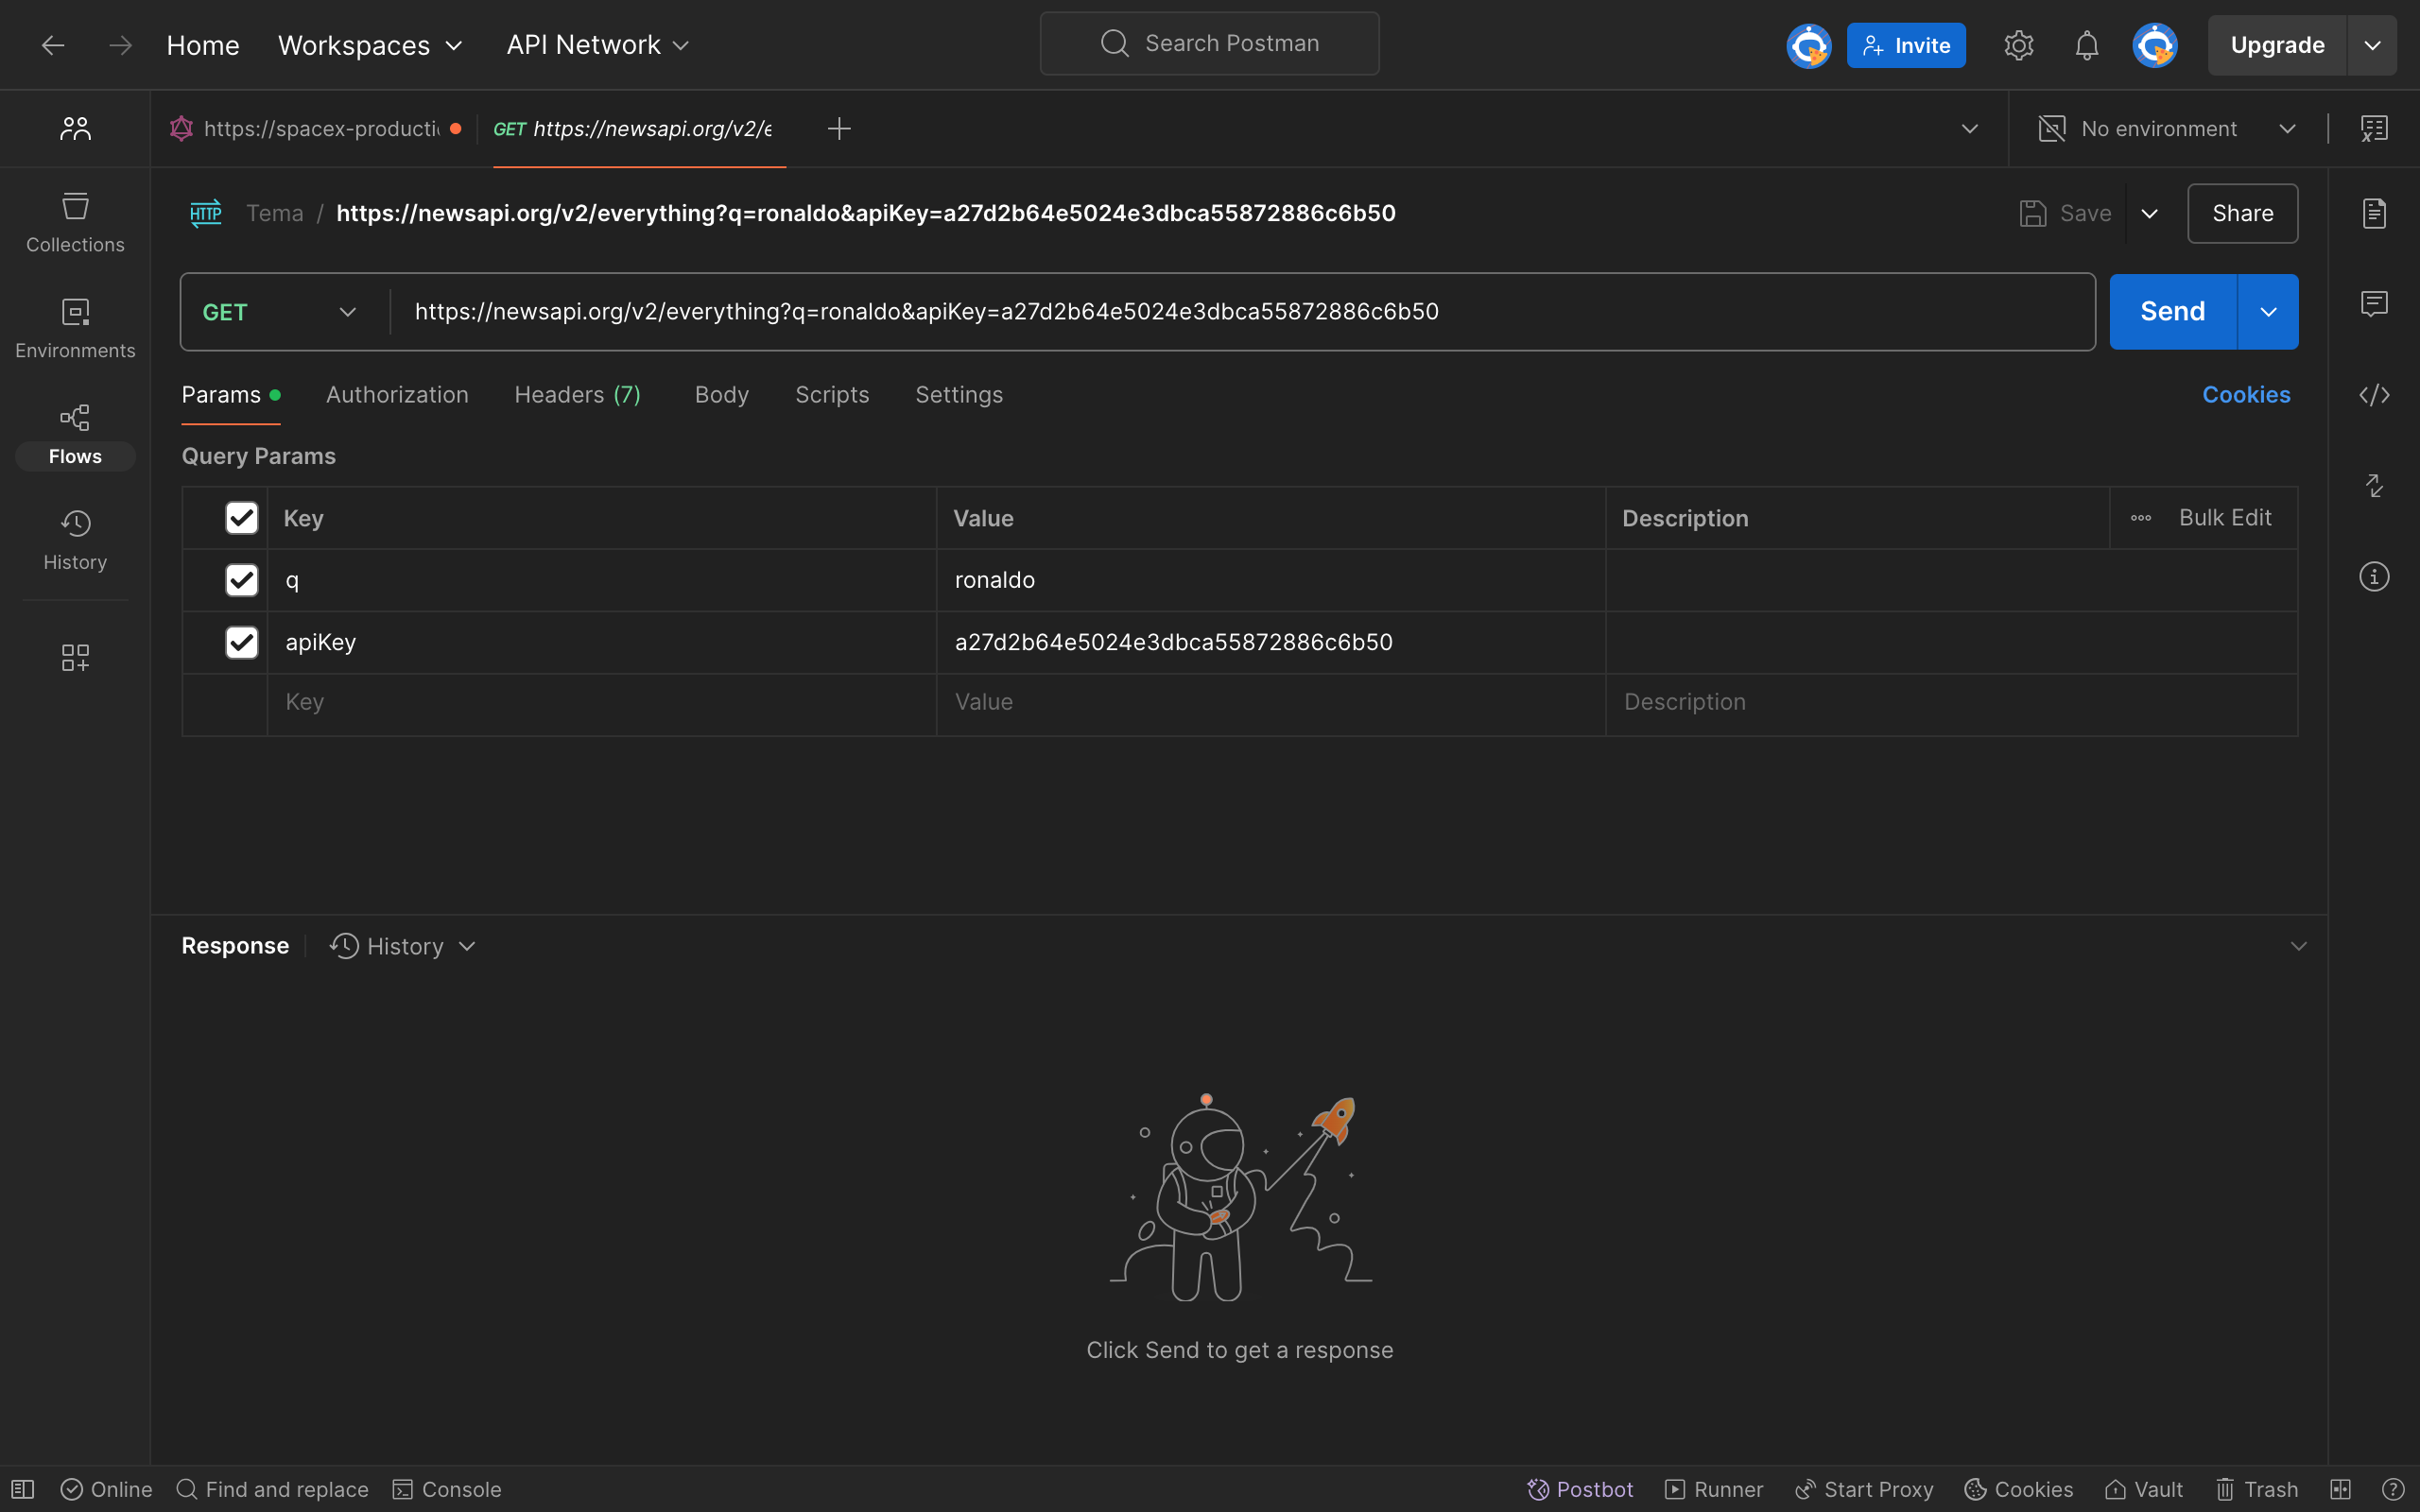 Home Workspaces API Network Search Postman Invite Upgrade
https://spacex-producti GET https://newsapi.org/v2/e No environment
HTTP Tema / https://newsapi.org/v2/everything?q=ronaldo&apiKey=a27d2b64e5024e3dbca55872886c6b50 Save Share
Collections
GET https://newsapi.org/v2/everything?q=ronaldo&apiKey=a27d2b64e5024e3dbca55872886c6b50 Send
Environments
Params Authorization Headers (7) Body Scripts Settings Cookies
Flows
Query Params
Key Value Description Bulk Edit
History
q ronaldo
apiKey a27d2b64e5024e3dbca55872886c6b50
Key Value Description
Response History
Click Send to get a response
Online Find and replace Console Postbot Runner Start Proxy Cookies Vault Trash